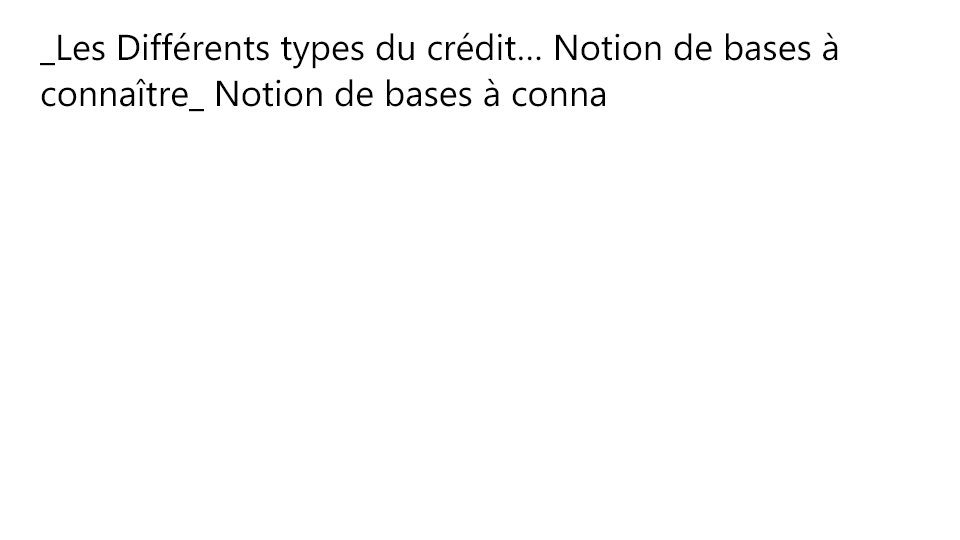 _Les Différents types du crédit... Notion de bases à
connaître_ Notion de bases à conna